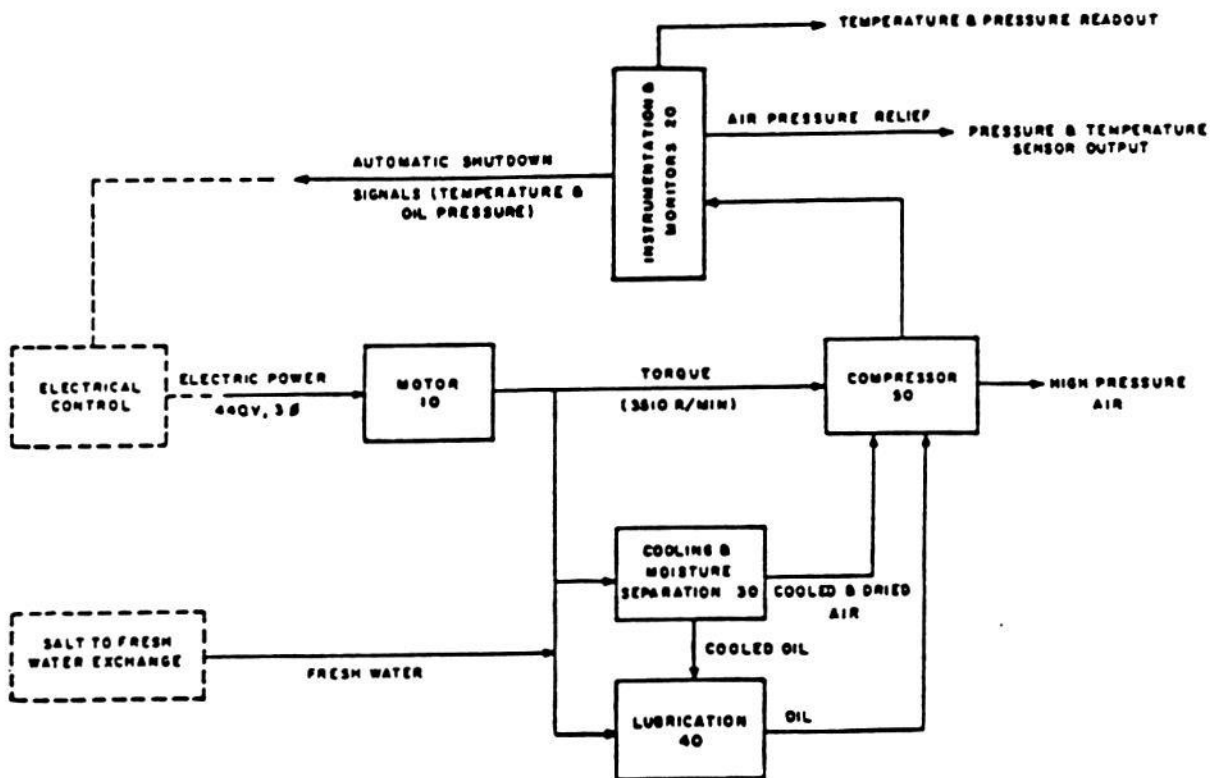 TEMPERATURE & PRESSURE READOUT
INSTRUMENTATION &
MONITORS 20
AIR PRESSURE RELIEF
PRESSURE & TEMPERATURE
SENSOR OUTPUT
AUTOMATIC SHUTDOWN
SIGNALS (TEMPERATURE &
OIL PRESSURE)
ELECTRICAL
CONTROL
ELECTRIC POWER
440V, 3 Ø
MOTOR
10
TORQUE
(3510 R/MIN)
COMPRESSOR
50
HIGH PRESSURE
AIR
COOLING &
MOISTURE
SEPARATION 30
COOLED & DRIED
AIR
SALT TO FRESH
WATER EXCHANGE
FRESH WATER
COOLED OIL
LUBRICATION
40
OIL